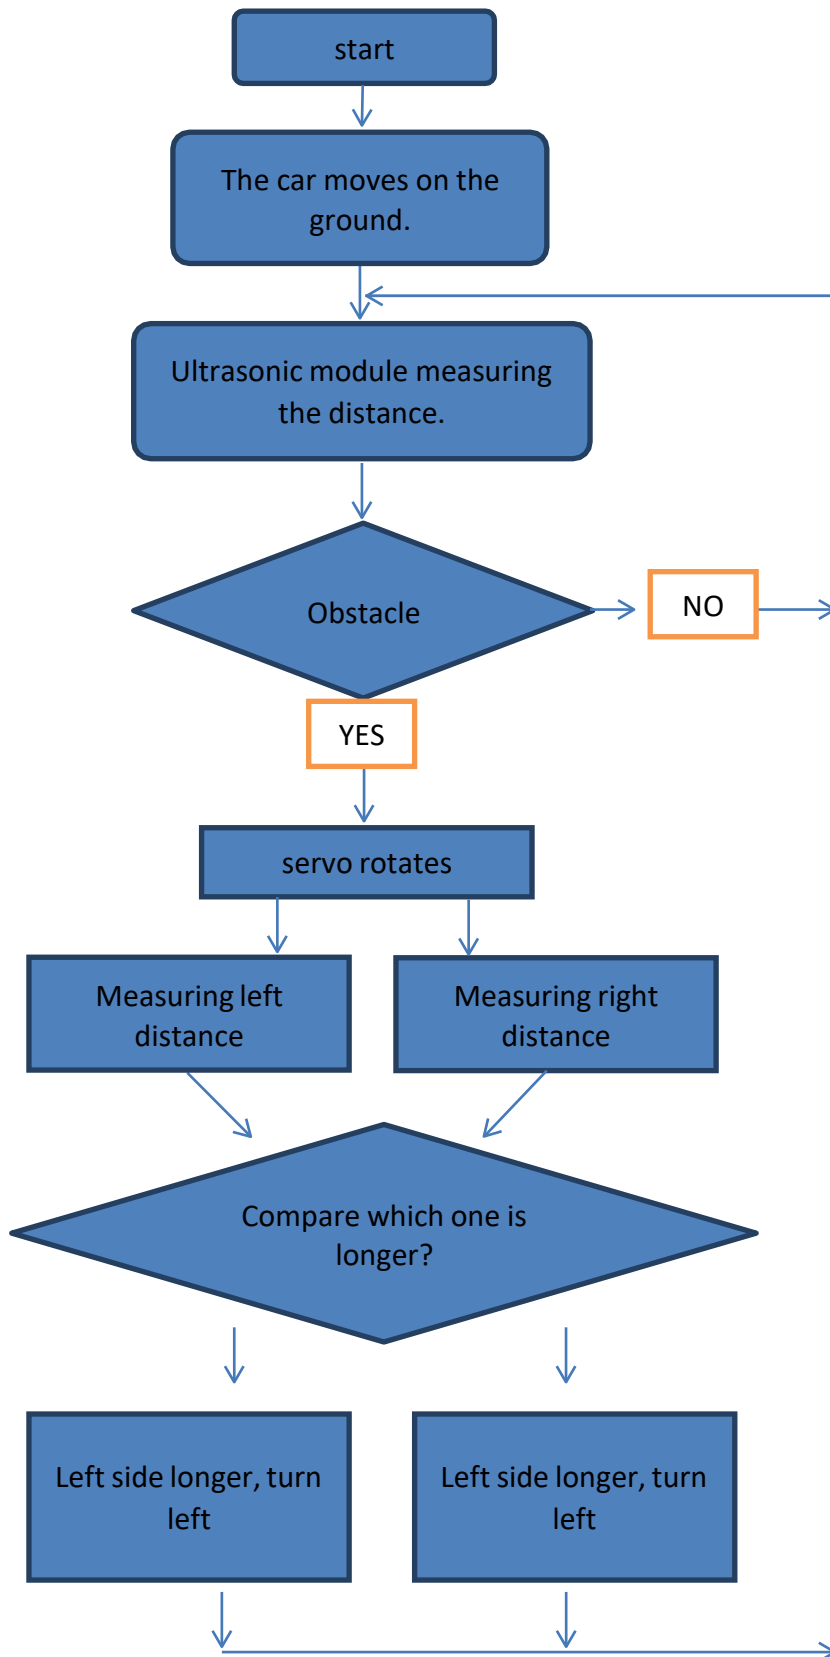 start
The car moves on the
ground.
Ultrasonic module measuring
the distance.
Obstacle
NO
YES
servo rotates
Measuring left
distance
Measuring right
distance
Compare which one is
longer?
Left side longer, turn
left
Left side longer, turn
left